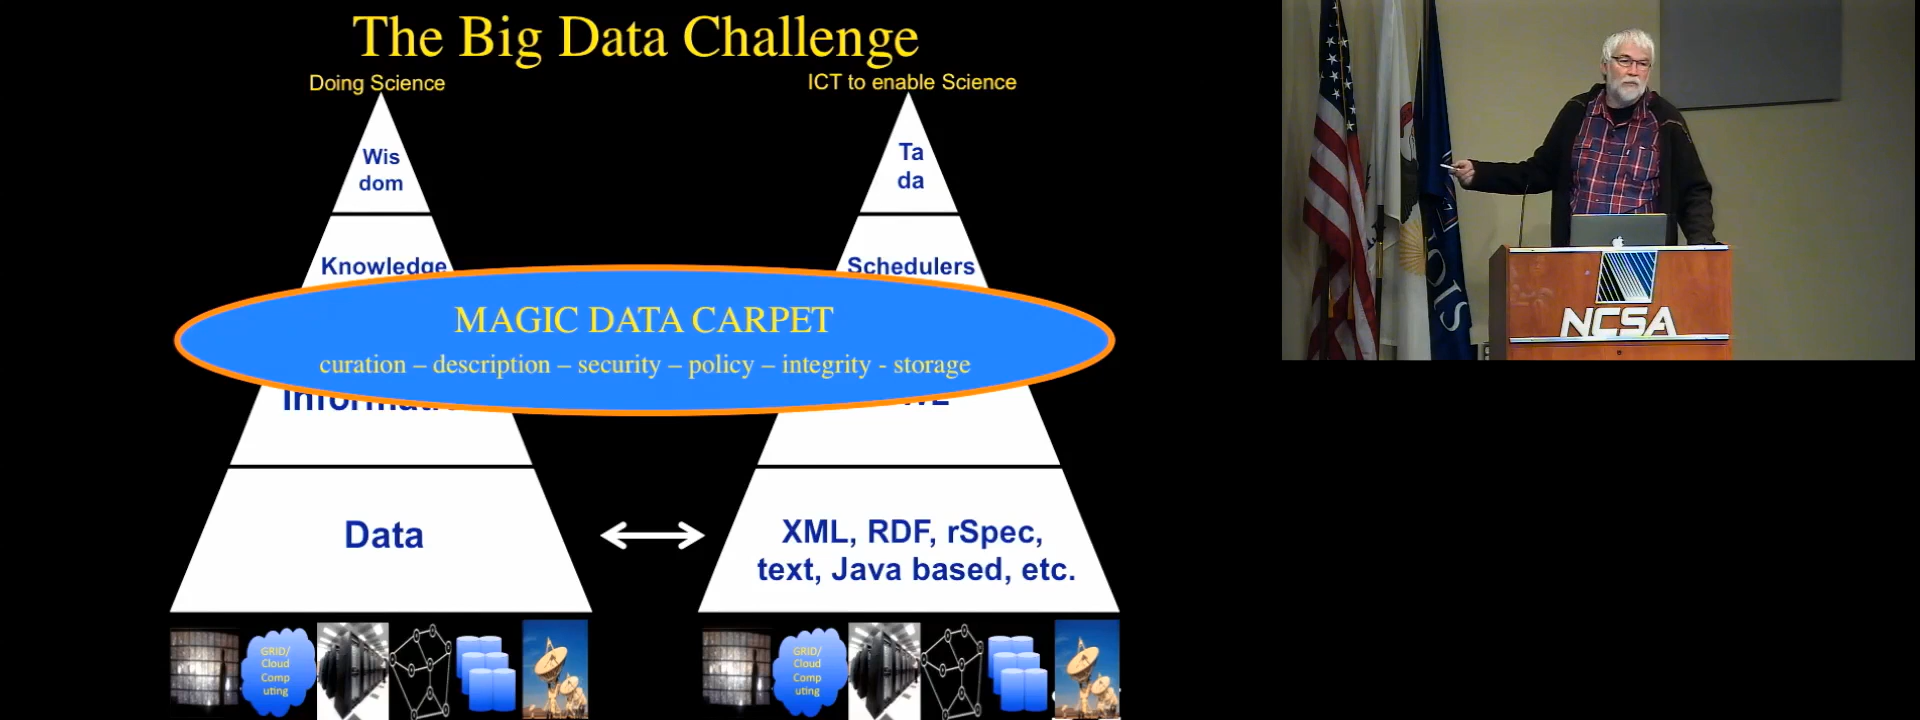 The Big Data Challenge
Doing Science
ICT to enable Science
Wis
dom
Ta
da
Knowledge
Schedulers
MAGIC DATA CARPET
curation – description – security – policy – integrity - storage
Data
XML, RDF, rSpec,
text, Java based, etc.
GRID/
Cloud
Comp
uting
GRID/
Cloud
Comp
uting
NCSA